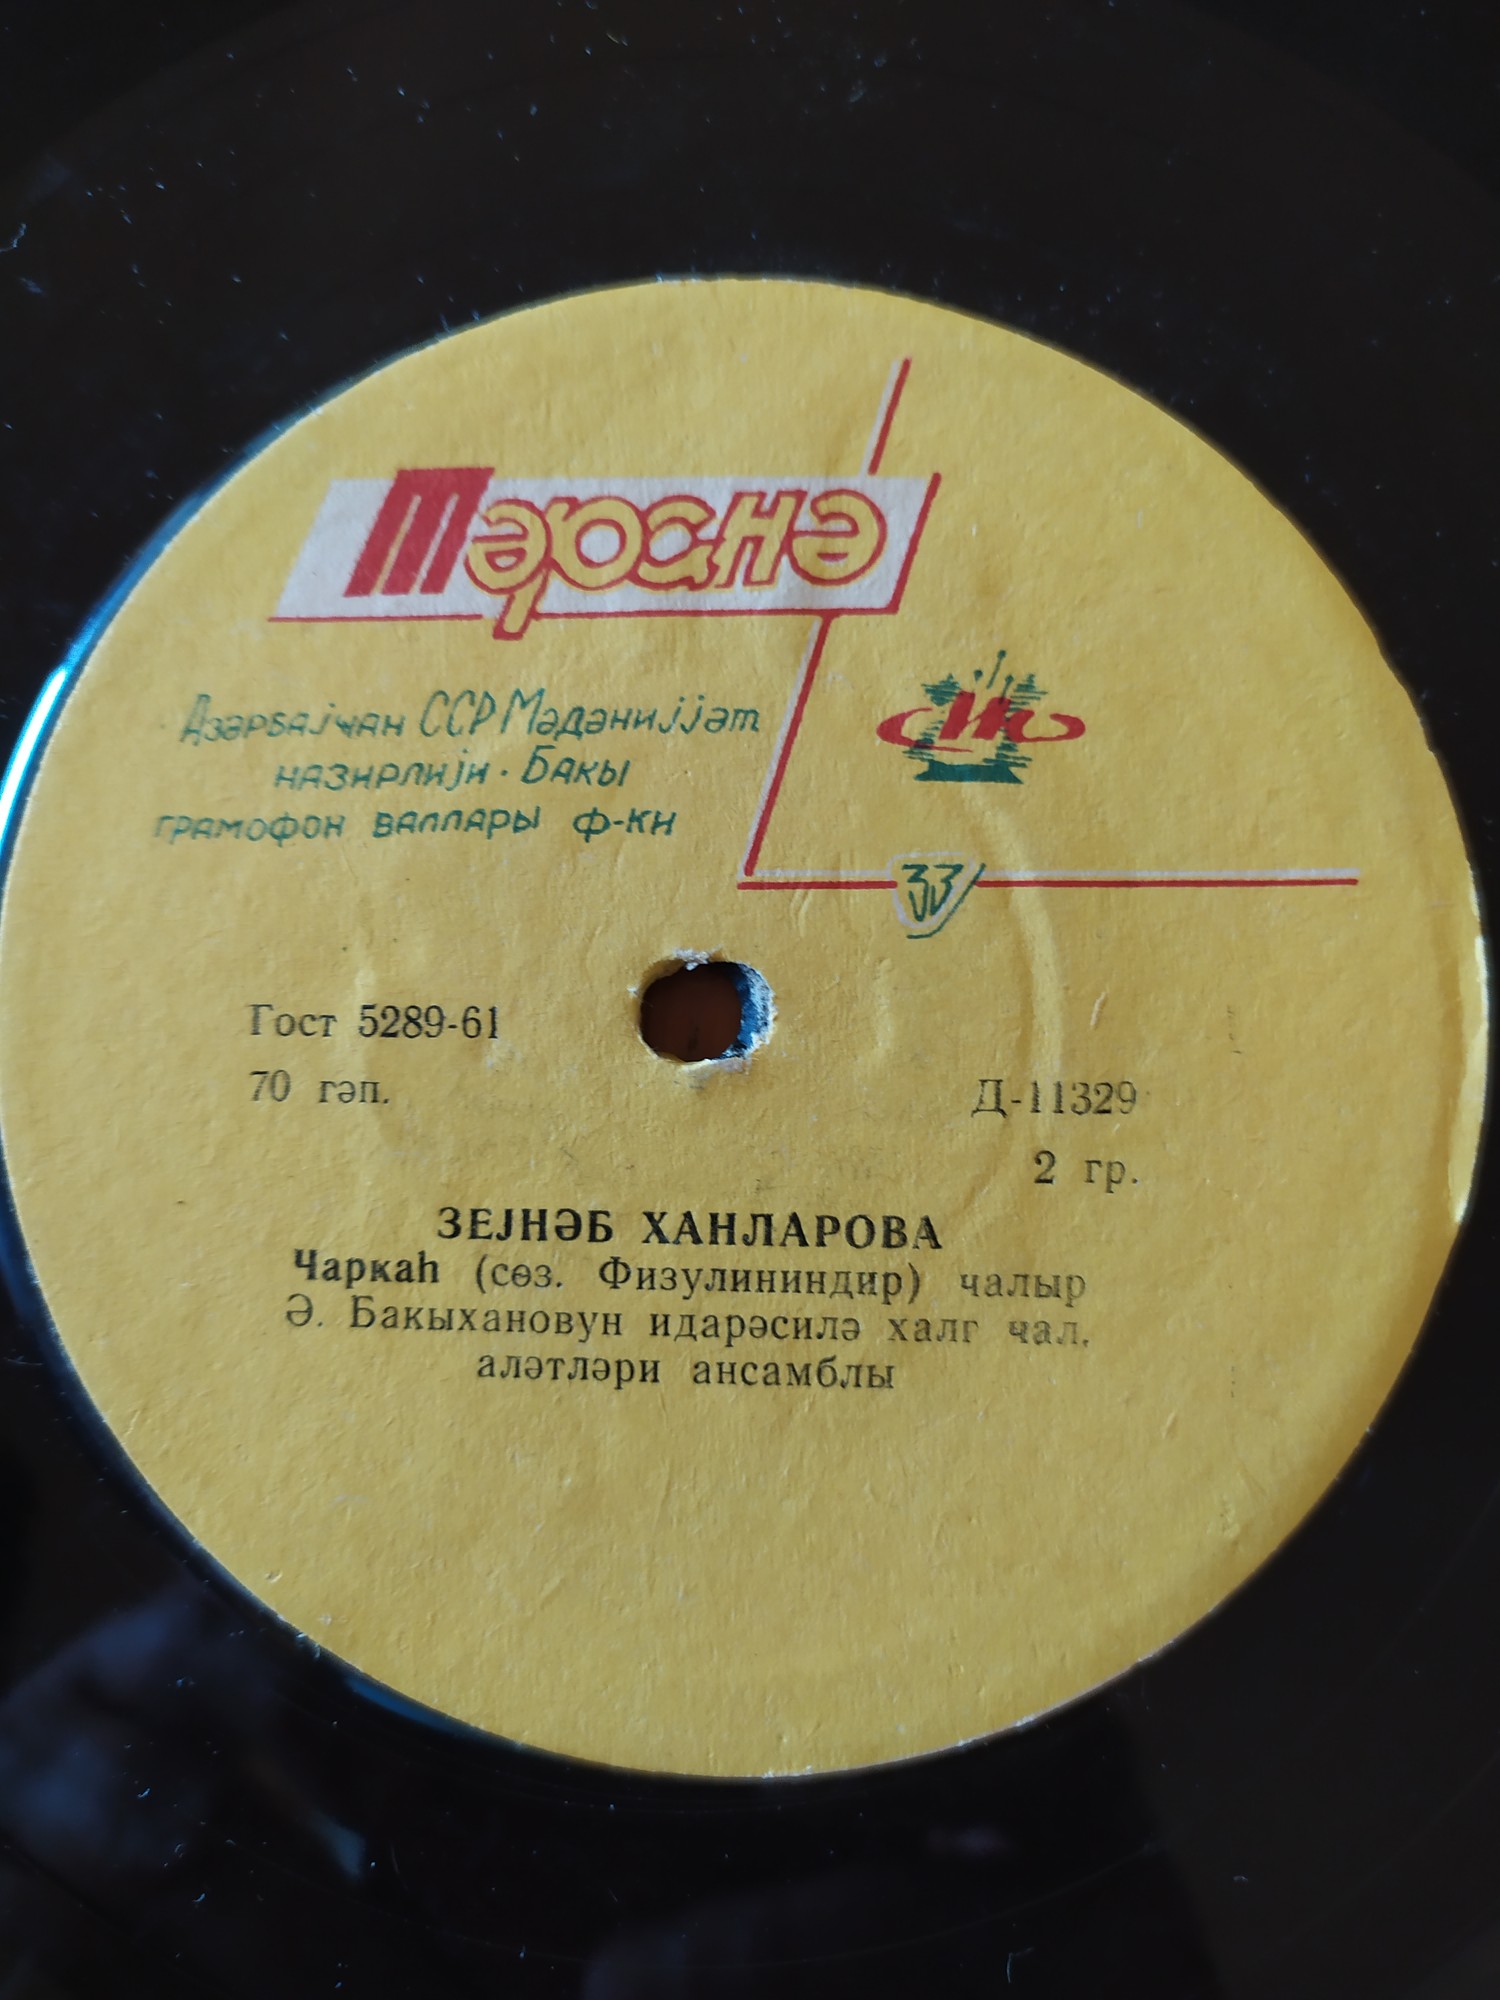 Тәранә
Азәрбајҹан ССР Мәдәнијјәт
назирлији · Бакы
грамофон валлары ф-кн
33
Гост 5289-61
70 гәп.
Д-11329
2 гр.
ЗЕЈНӘБ ХАНЛАРОВА
Чаркаһ (сөз. Физулининдир) чалыр
Ә. Бакыхановун идарәсилә халг чал.
аләтләри ансамблы